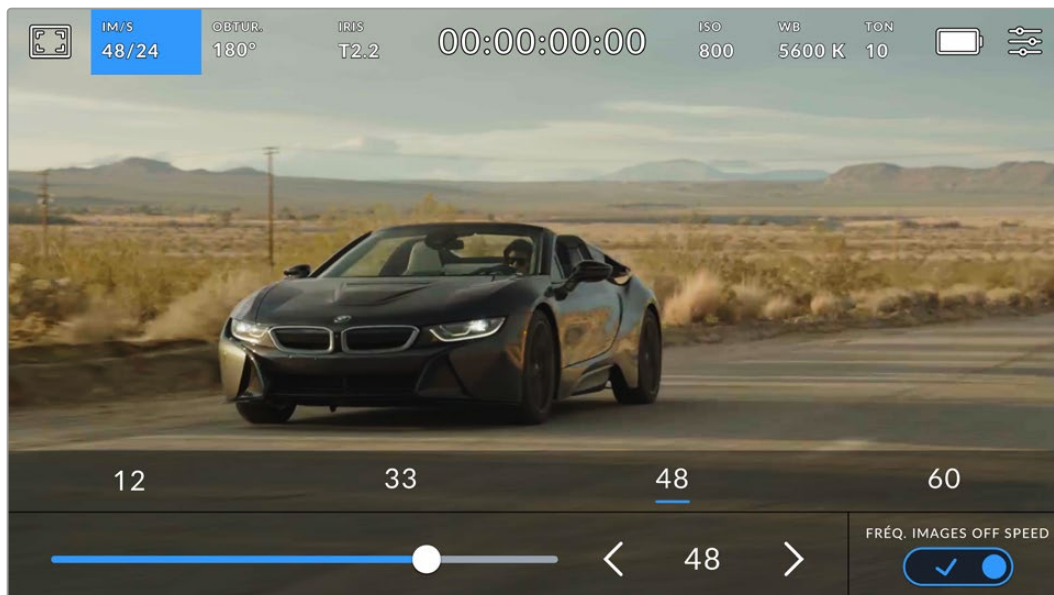 IM/S OBTUR. IRIS 00:00:00:00 ISO WB TON
48/24 180° T2.2 800 5600 K 10
12 33 48 60
FRÉQ. IMAGES OFF SPEED
48